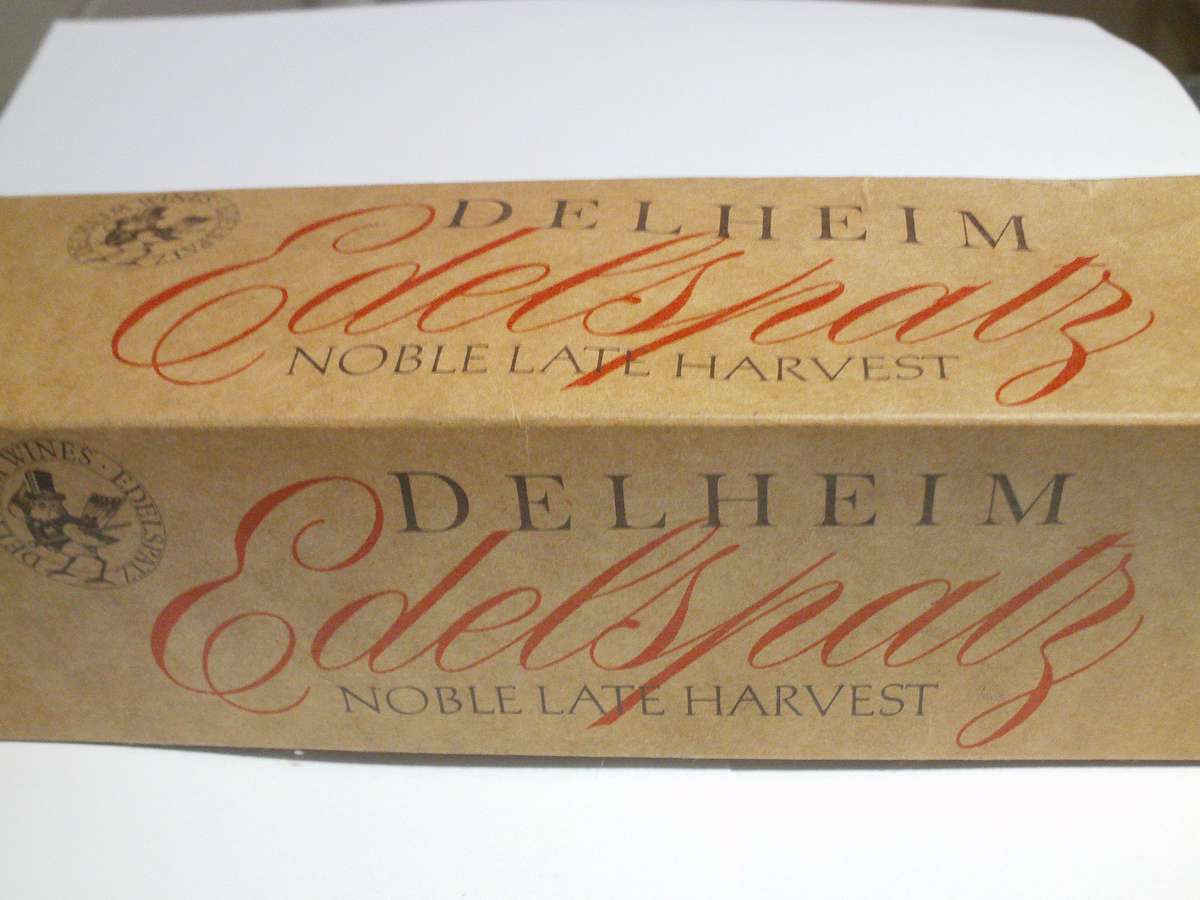 DELHEIM
Edelspatz
NOBLE LATE HARVEST
WINES · EDELSPATZ
DELHEIM
Edelspatz
NOBLE LATE HARVEST